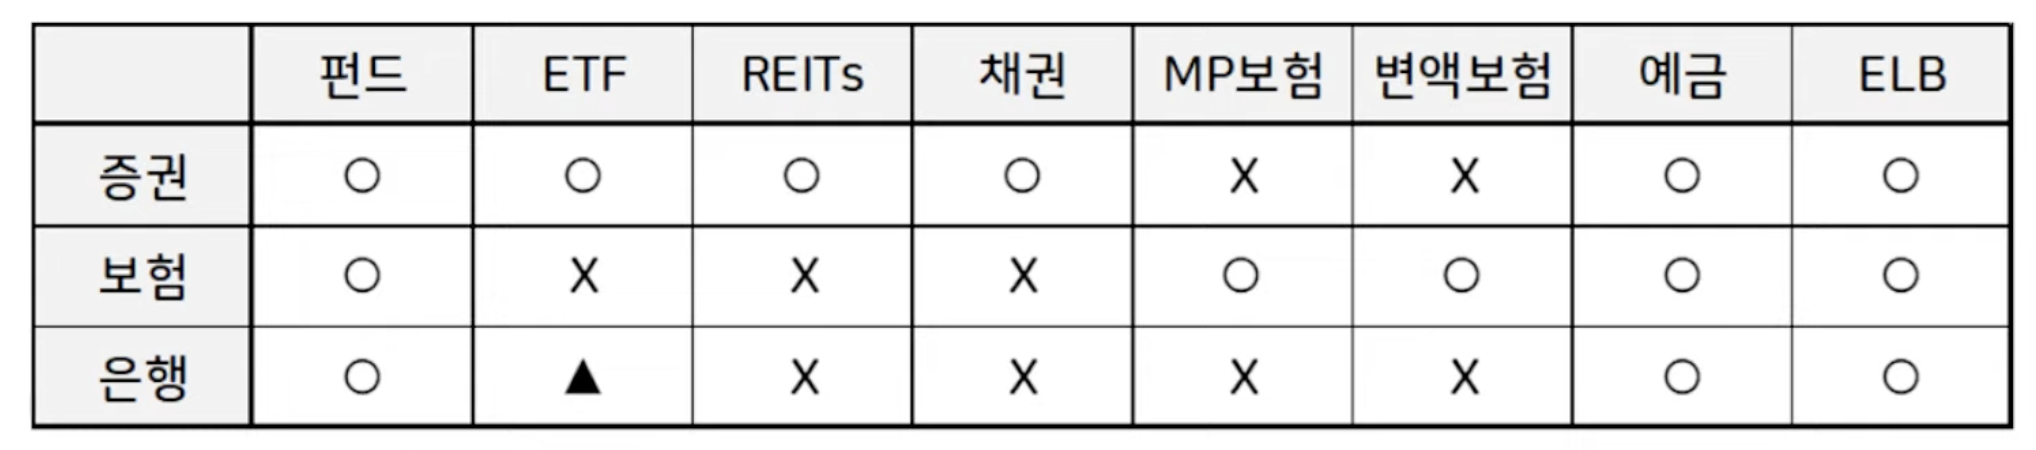 펀드 ETF REITs 채권 MP보험 변액보험 예금 ELB
증권 ○ ○ ○ ○ X X ○ ○
보험 ○ X X X ○ ○ ○ ○
은행 ○ ▲ X X X X ○ ○